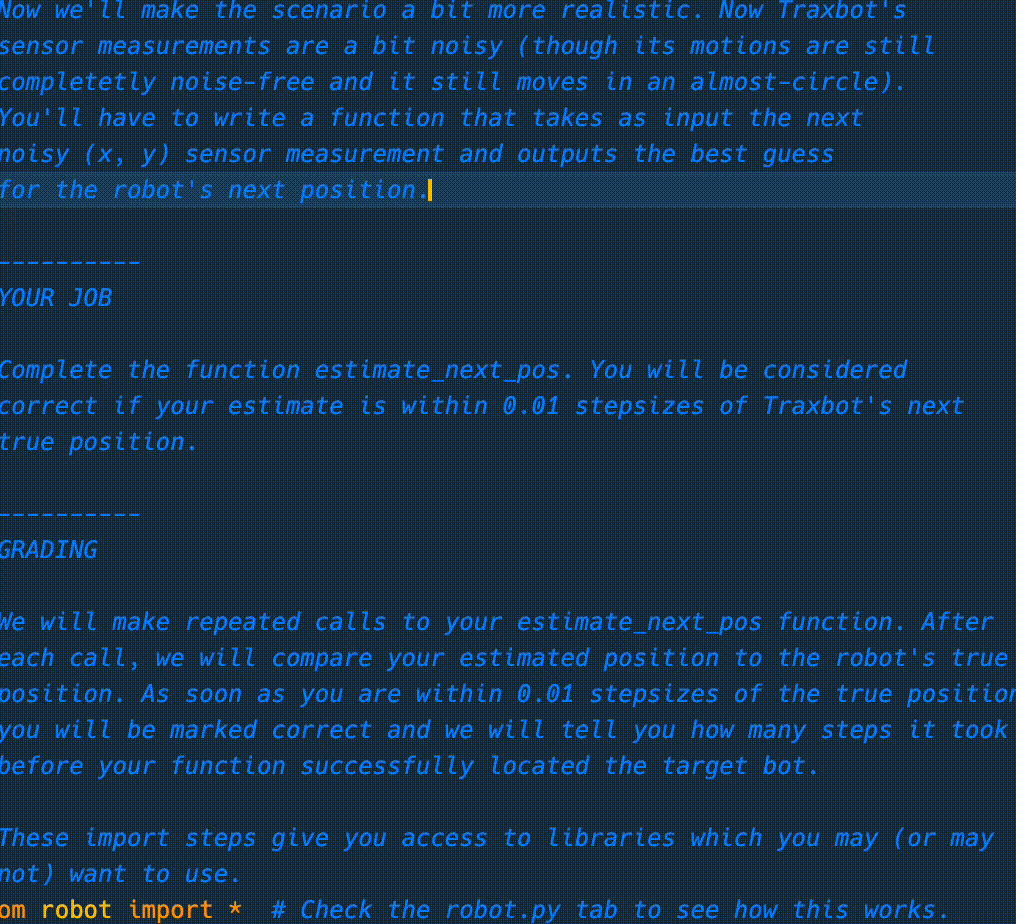 Now we'll make the scenario a bit more realistic. Now Traxbot's
sensor measurements are a bit noisy (though its motions are still
completetly noise-free and it still moves in an almost-circle).
You'll have to write a function that takes as input the next
noisy (x, y) sensor measurement and outputs the best guess
for the robot's next position.
----------
YOUR JOB
Complete the function estimate_next_pos. You will be considered
correct if your estimate is within 0.01 stepsizes of Traxbot's next
true position.
----------
GRADING
We will make repeated calls to your estimate_next_pos function. After
each call, we will compare your estimated position to the robot's true
position. As soon as you are within 0.01 stepsizes of the true position
you will be marked correct and we will tell you how many steps it took
before your function successfully located the target bot.
These import steps give you access to libraries which you may (or may
not) want to use.
om robot import *  # Check the robot.py tab to see how this works.